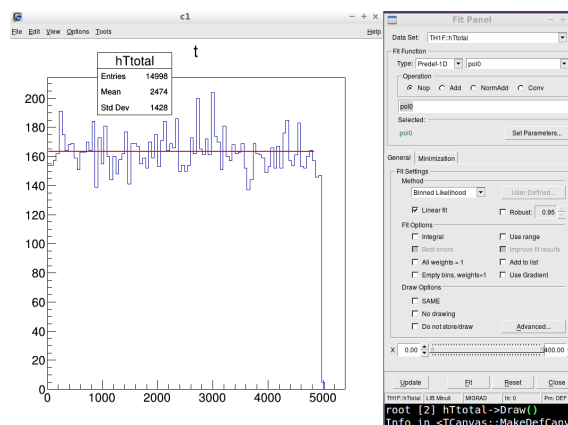 c1
File Edit View Options Tools Help
t
hTtotal
Entries 14998
Mean 2474
Std Dev 1428
200
180
160
140
120
100
80
60
40
20
0
0 1000 2000 3000 4000 5000
Fit Panel
Data Set: TH1F::hTtotal
Fit Function
Type: Predef-1D pol0
Operation
Nop Add NormAdd Conv
pol0
Selected:
pol0 Set Parameters...
General Minimization
Fit Settings
Method
Binned Likelihood User-Defined...
Linear fit Robust: 0.95
Fit Options
Integral Use range
Best errors Improve fit results
All weights = 1 Add to list
Empty bins, weights=1 Use Gradient
Draw Options
SAME
No drawing
Do not store/draw Advanced...
X 0.00 400.00
Update Fit Reset Close
TH1F::hTtotal LIB Minuit MIGRAD Itr: 0 Prn: DEF
root [2] hTtotal->Draw()
Info in <TCanvas::MakeDefCanv